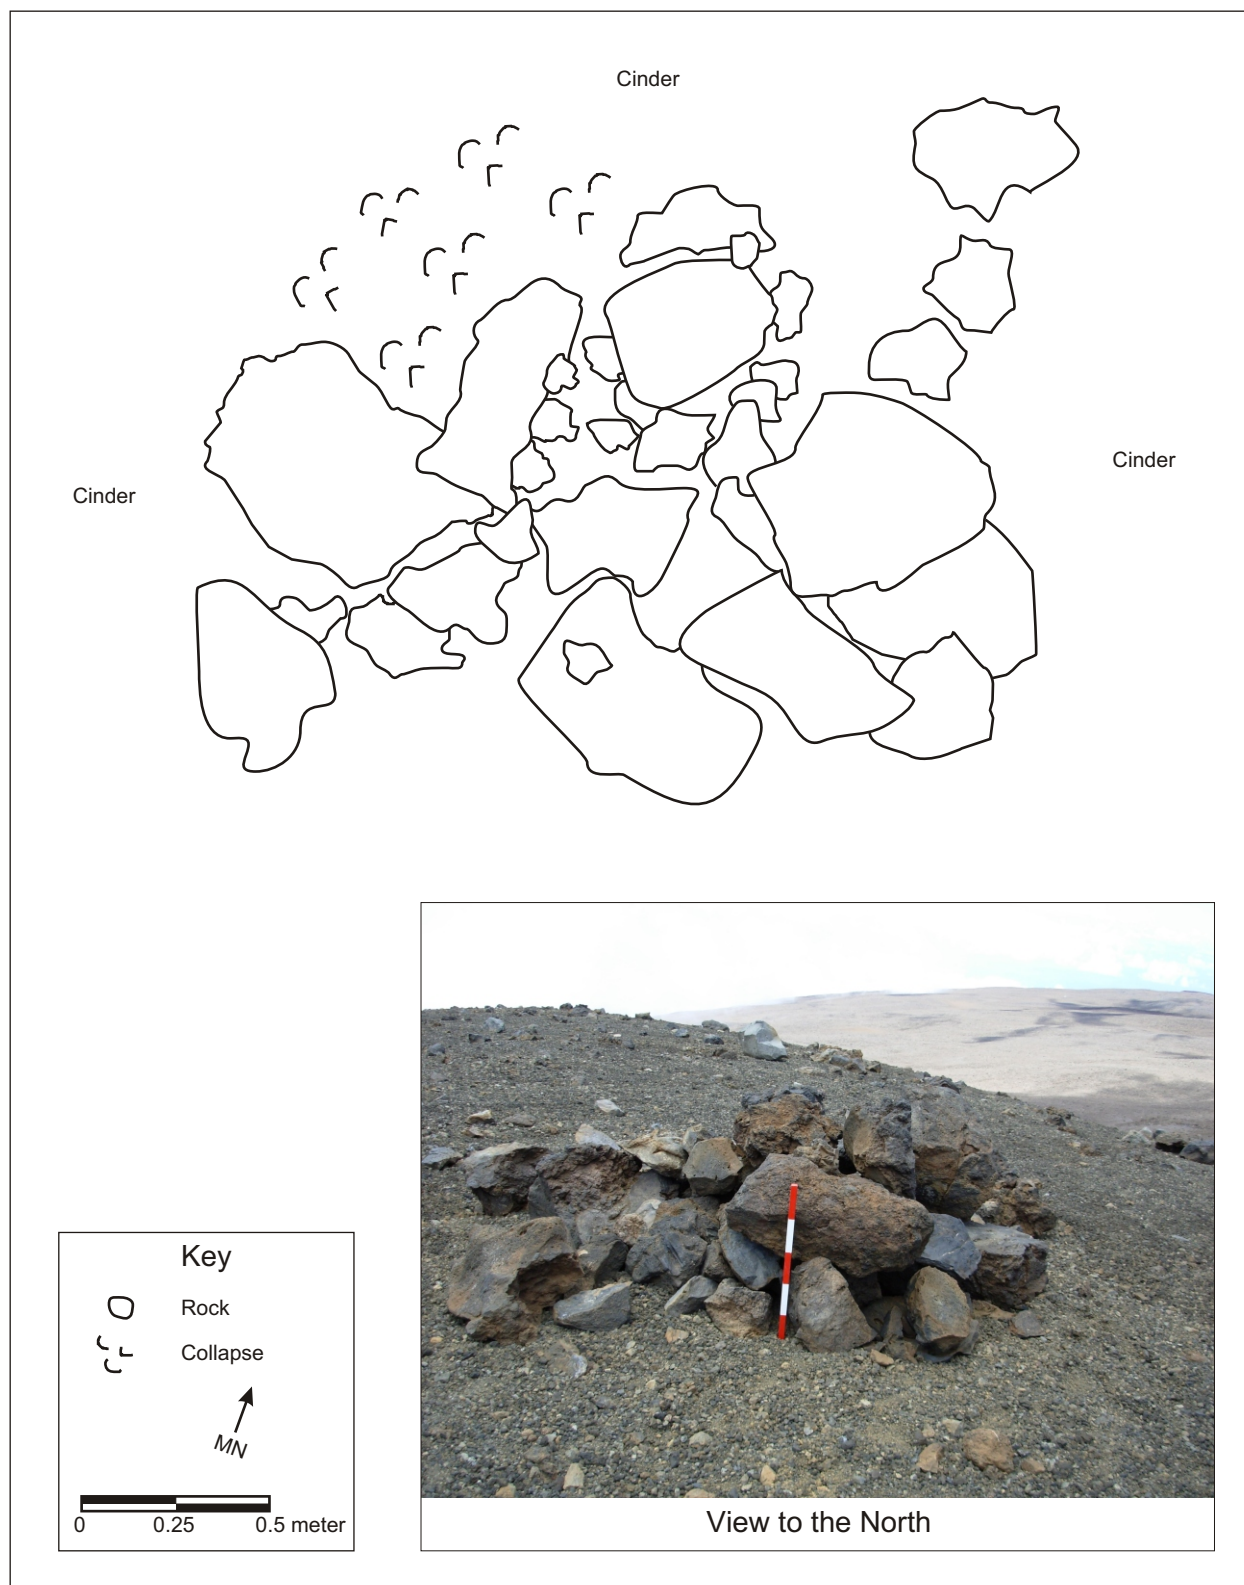 Cinder
Cinder
Cinder
Key
Rock
Collapse
MN
0 0.25 0.5 meter
View to the North